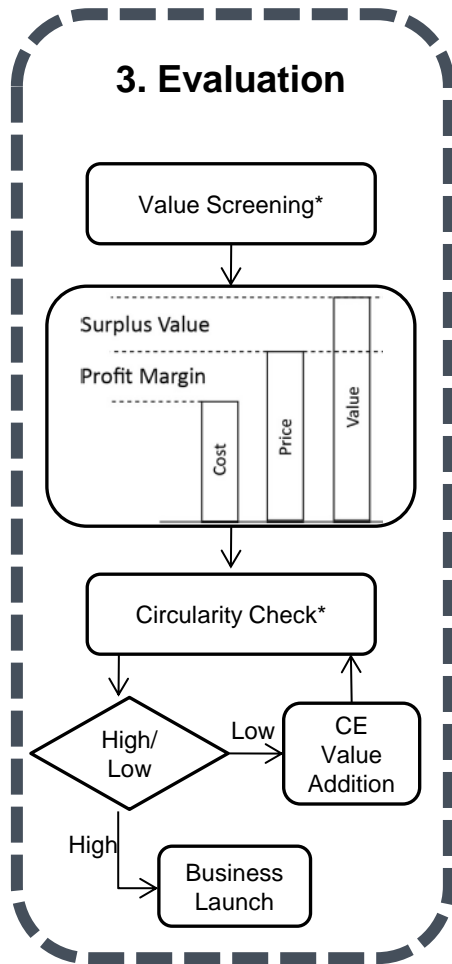 3. Evaluation
Value Screening*
Surplus Value
Profit Margin
Cost
Price
Value
Circularity Check*
High/
Low
Low
CE
Value
Addition
High
Business
Launch